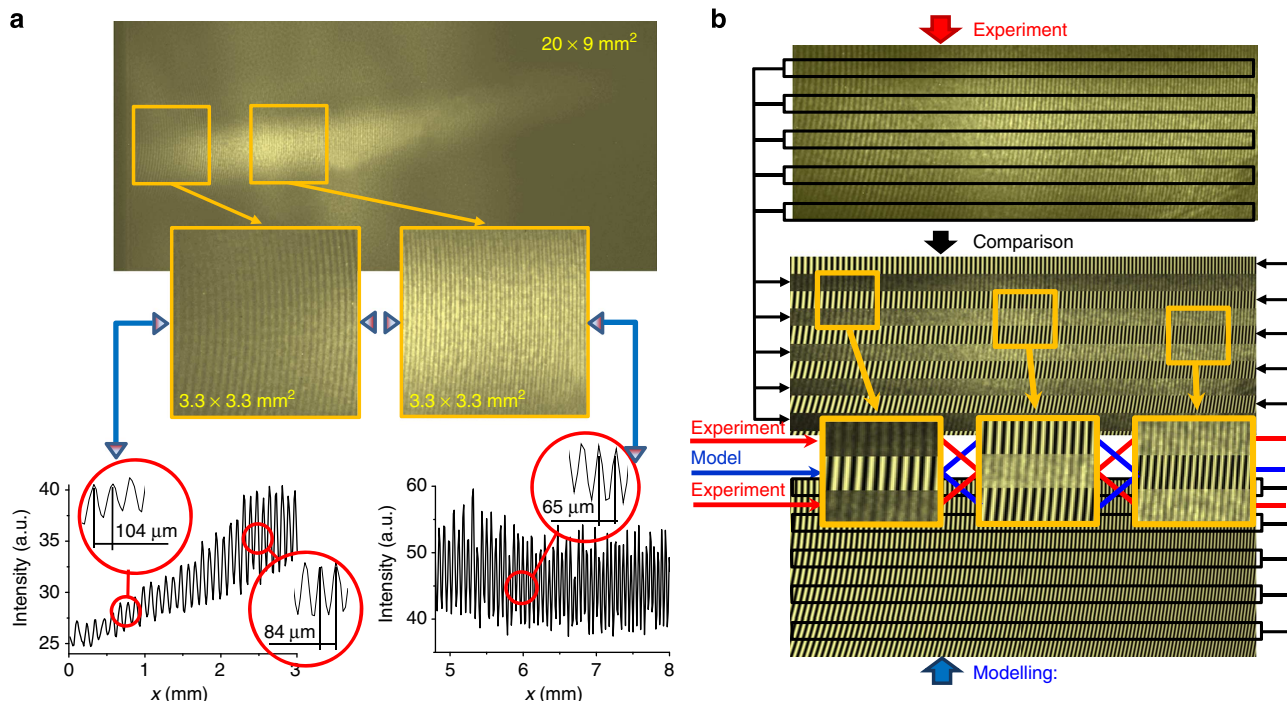 a
20 × 9 mm²
3.3 × 3.3 mm²
3.3 × 3.3 mm²
104 μm
84 μm
Intensity (a.u.)
40
35
30
25
0
1
2
3
x (mm)
65 μm
Intensity (a.u.)
60
50
40
5
6
7
8
x (mm)
b
Experiment
Comparison
Experiment
Model
Experiment
Modelling: